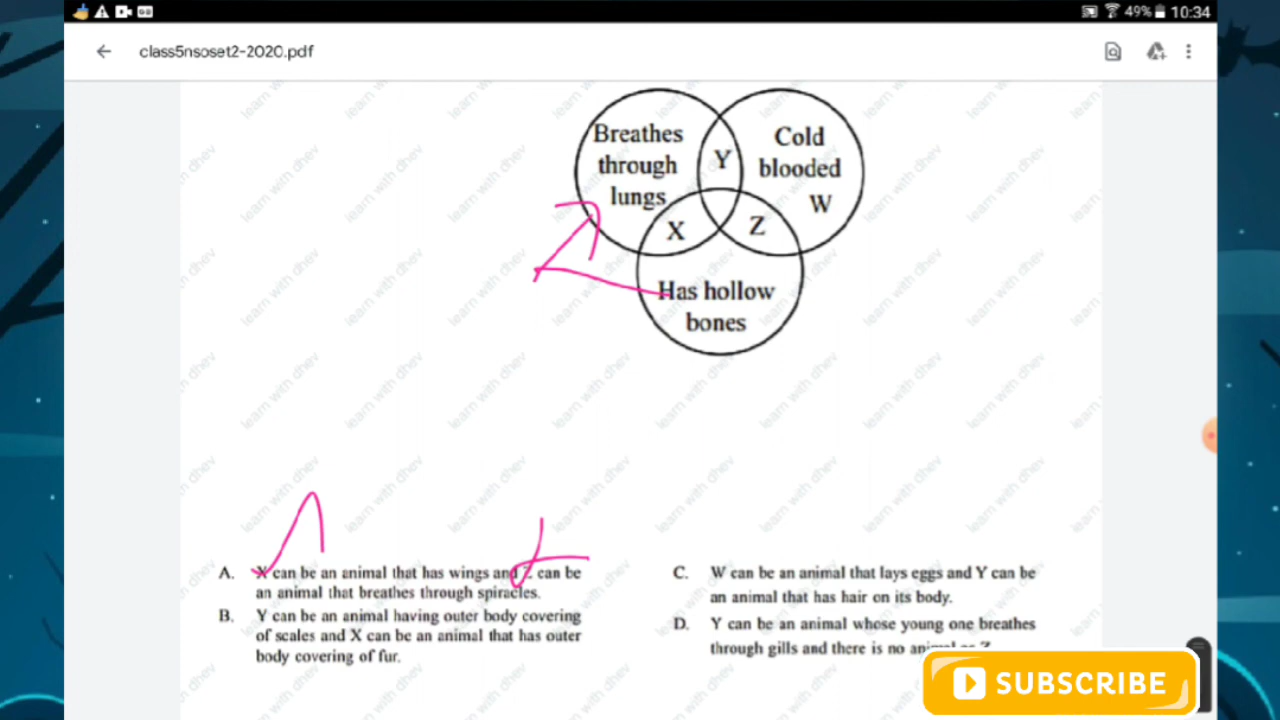 49% 10:34
class5nsoset2-2020.pdf
Breathes
through
lungs
Y
Cold
blooded
W
X
Z
Has hollow
bones
A. X can be an animal that has wings and Z can be
an animal that breathes through spiracles.
B. Y can be an animal having outer body covering
of scales and X can be an animal that has outer
body covering of fur.
C. W can be an animal that lays eggs and Y can be
an animal that has hair on its body.
D. Y can be an animal whose young one breathes
through gills and there is no
SUBSCRIBE
learn with dhev